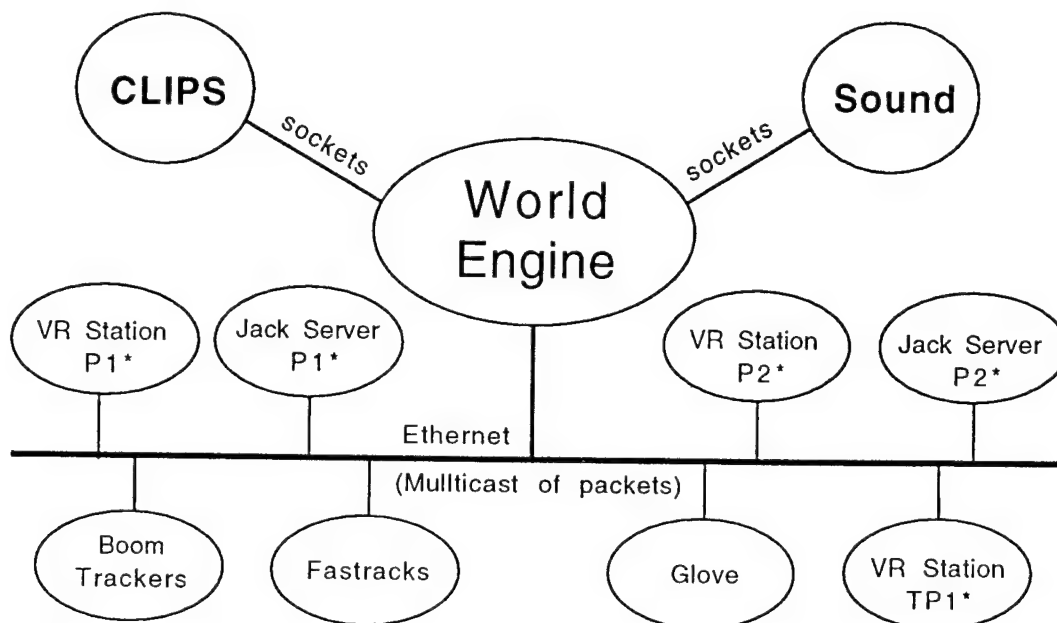 CLIPS
Sound
sockets
sockets
World
Engine
VR Station
P1*
Jack Server
P1*
VR Station
P2*
Jack Server
P2*
Ethernet
(Mullticast of packets)
Boom
Trackers
Fastracks
Glove
VR Station
TP1*